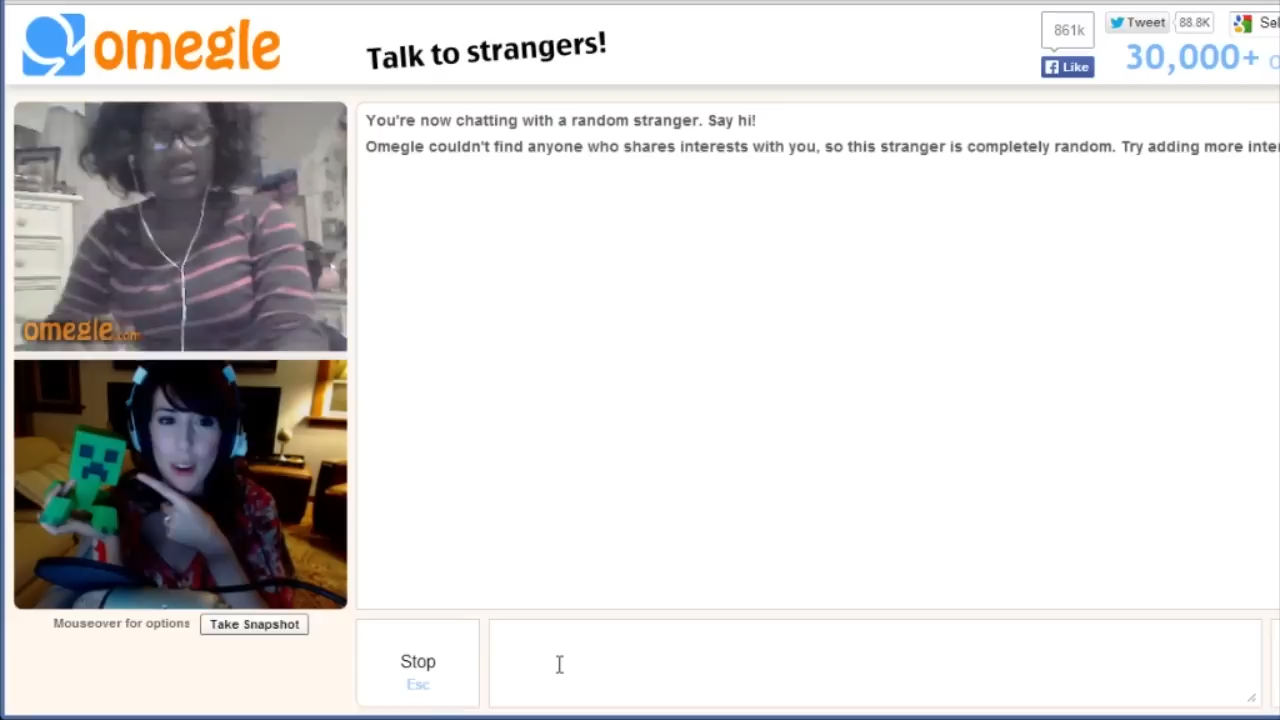 omegle
Talk to strangers!
861k
Like
Tweet
88.8K
30,000+
You're now chatting with a random stranger. Say hi!
Omegle couldn't find anyone who shares interests with you, so this stranger is completely random. Try adding more
omegle.com
Mouseover for options
Take Snapshot
Stop
Esc